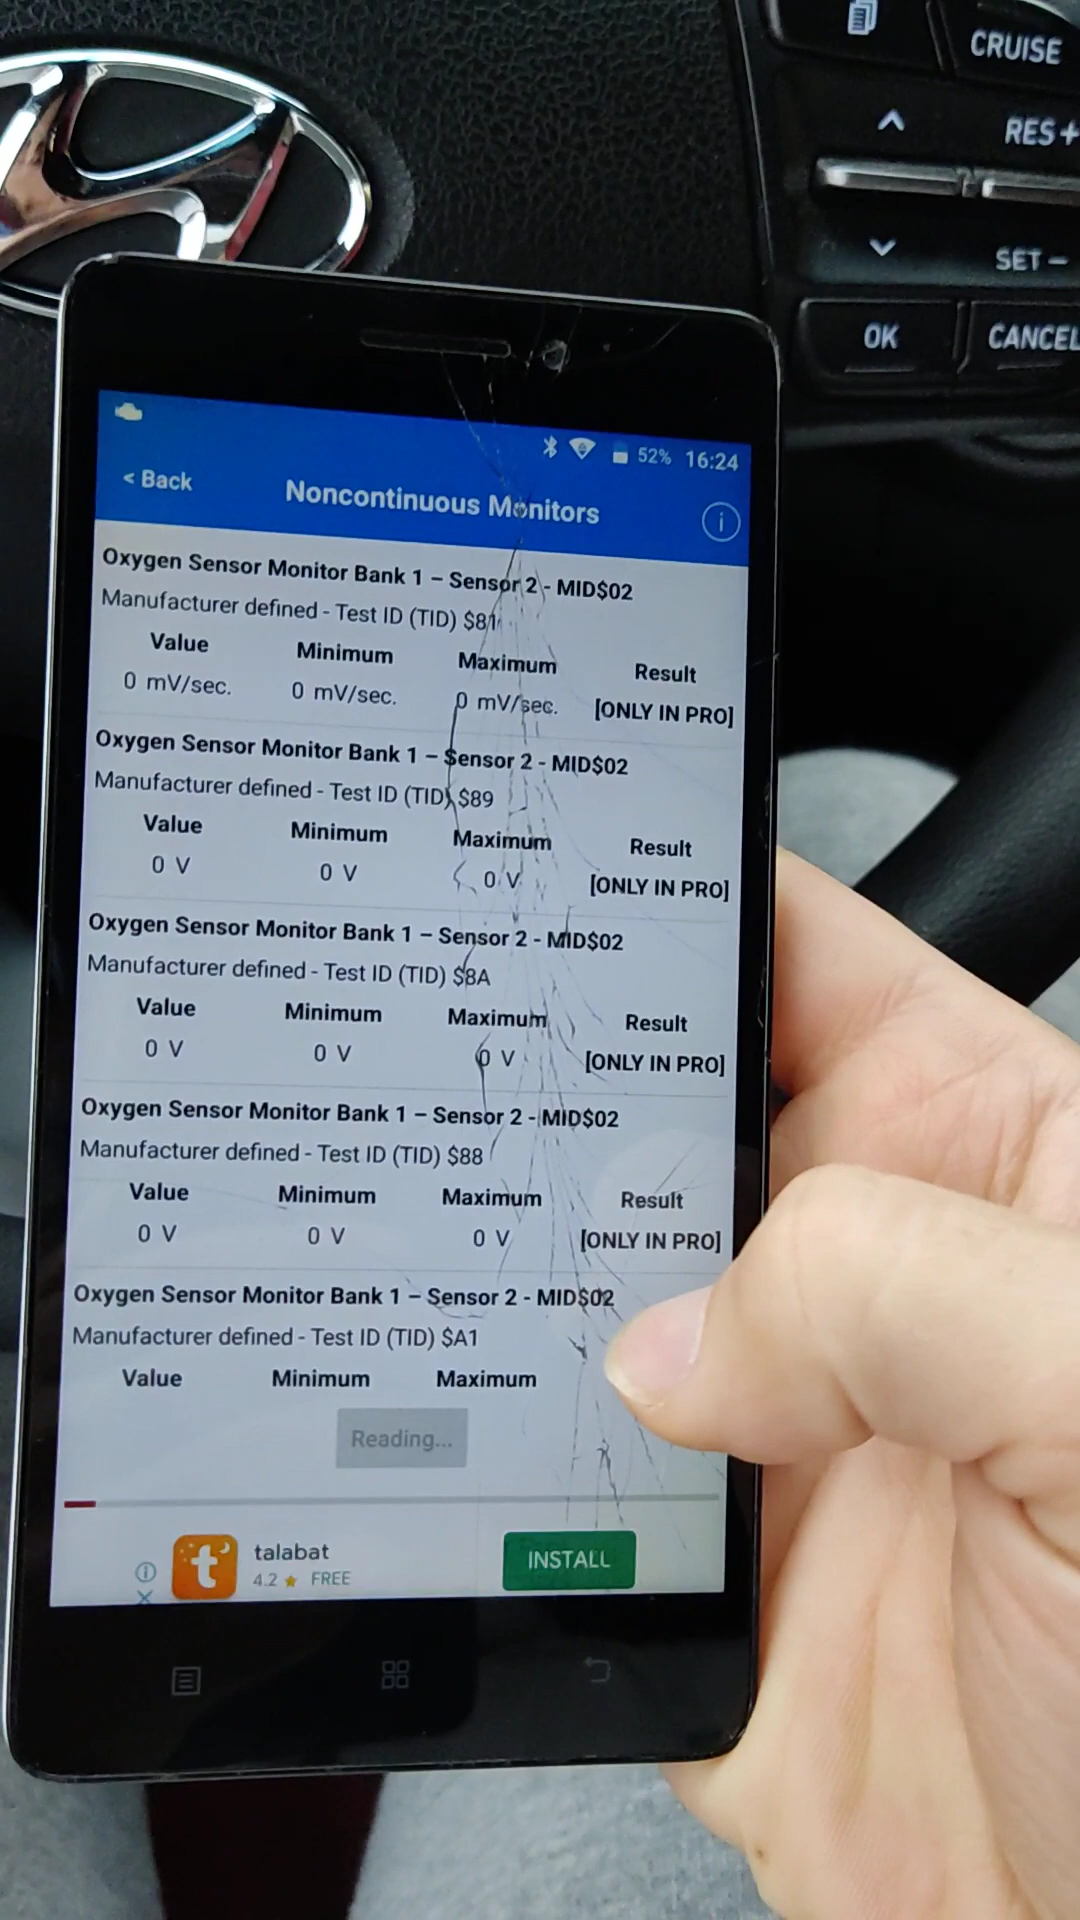 CRUISE
RES +
SET −
OK
CANCEL
52% 16:24
< Back
Noncontinuous Monitors
i
Oxygen Sensor Monitor Bank 1 – Sensor 2 - MID$02
Manufacturer defined - Test ID (TID) $81
Value Minimum Maximum Result
0 mV/sec. 0 mV/sec. 0 mV/sec. [ONLY IN PRO]
Oxygen Sensor Monitor Bank 1 – Sensor 2 - MID$02
Manufacturer defined - Test ID (TID) $89
Value Minimum Maximum Result
0 V 0 V 0 V [ONLY IN PRO]
Oxygen Sensor Monitor Bank 1 – Sensor 2 - MID$02
Manufacturer defined - Test ID (TID) $8A
Value Minimum Maximum Result
0 V 0 V 0 V [ONLY IN PRO]
Oxygen Sensor Monitor Bank 1 – Sensor 2 - MID$02
Manufacturer defined - Test ID (TID) $88
Value Minimum Maximum Result
0 V 0 V 0 V [ONLY IN PRO]
Oxygen Sensor Monitor Bank 1 – Sensor 2 - MID$02
Manufacturer defined - Test ID (TID) $A1
Value Minimum Maximum
Reading...
t
talabat
4.2 ★ FREE
INSTALL